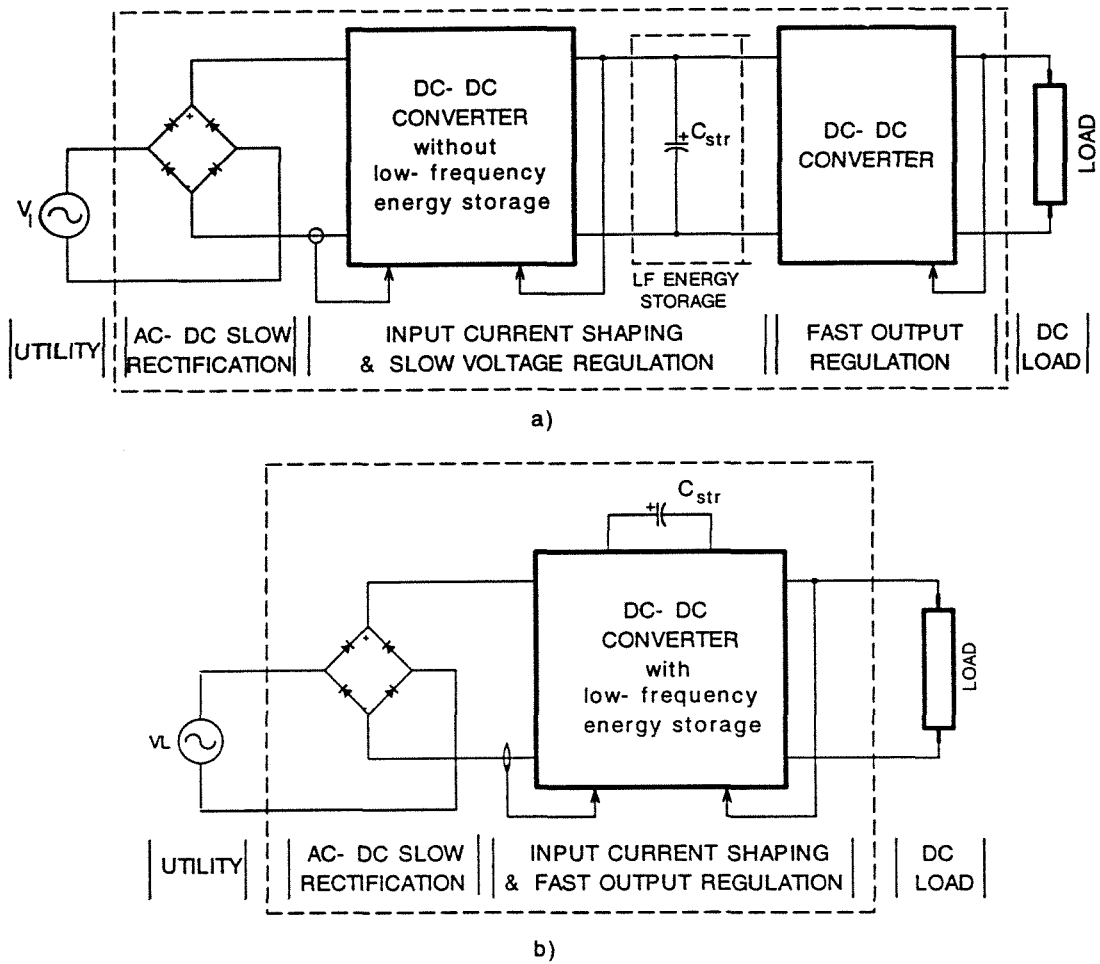 DC- DC
CONVERTER
without
low- frequency
energy storage
+
-
+ Cstr
DC- DC
CONVERTER
LOAD
VI
LF ENERGY
STORAGE
UTILITY
AC- DC SLOW
RECTIFICATION
INPUT CURRENT SHAPING
& SLOW VOLTAGE REGULATION
FAST OUTPUT
REGULATION
DC
LOAD
a)
+ Cstr
DC- DC
CONVERTER
with
low- frequency
energy storage
+
-
LOAD
VL
UTILITY
AC- DC SLOW
RECTIFICATION
INPUT CURRENT SHAPING
& FAST OUTPUT REGULATION
DC
LOAD
b)